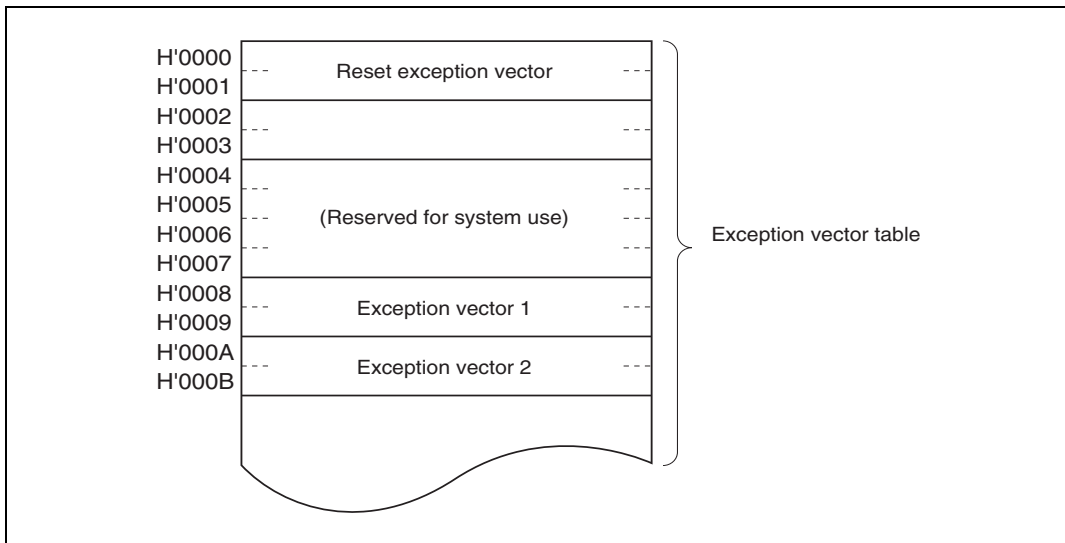 H'0000
Reset exception vector
H'0001
H'0002
H'0003
H'0004
H'0005
(Reserved for system use)
H'0006
Exception vector table
H'0007
H'0008
Exception vector 1
H'0009
H'000A
Exception vector 2
H'000B